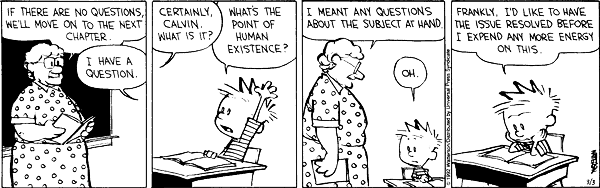 IF THERE ARE NO QUESTIONS,
WE'LL MOVE ON TO THE NEXT
CHAPTER.
I HAVE A
QUESTION.
CERTAINLY,
CALVIN.
WHAT IS IT?
WHAT'S THE
POINT OF
HUMAN
EXISTENCE?
I MEANT ANY QUESTIONS
ABOUT THE SUBJECT AT HAND.
OH.
FRANKLY, I'D LIKE TO HAVE
THE ISSUE RESOLVED BEFORE
I EXPEND ANY MORE ENERGY
ON THIS.
3/3